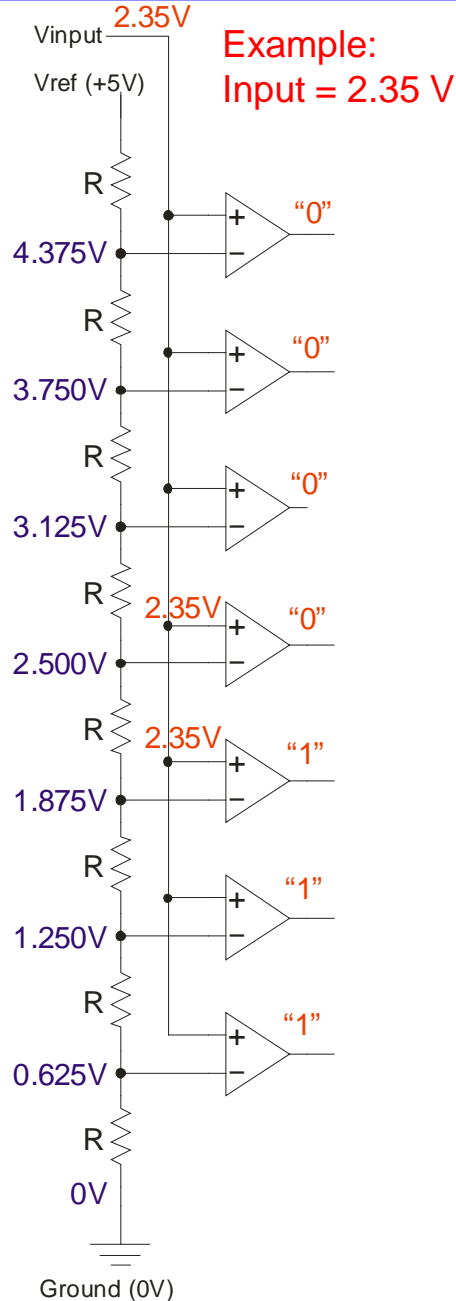 2.35V
Vinput
Example:
Input = 2.35 V
Vref (+5V)
R
+
“0”
−
4.375V
R
+
“0”
−
3.750V
R
+
“0”
−
3.125V
R
2.35V
+
“0”
−
2.500V
R
2.35V
+
“1”
−
1.875V
R
+
“1”
−
1.250V
R
+
“1”
−
0.625V
R
0V
Ground (0V)